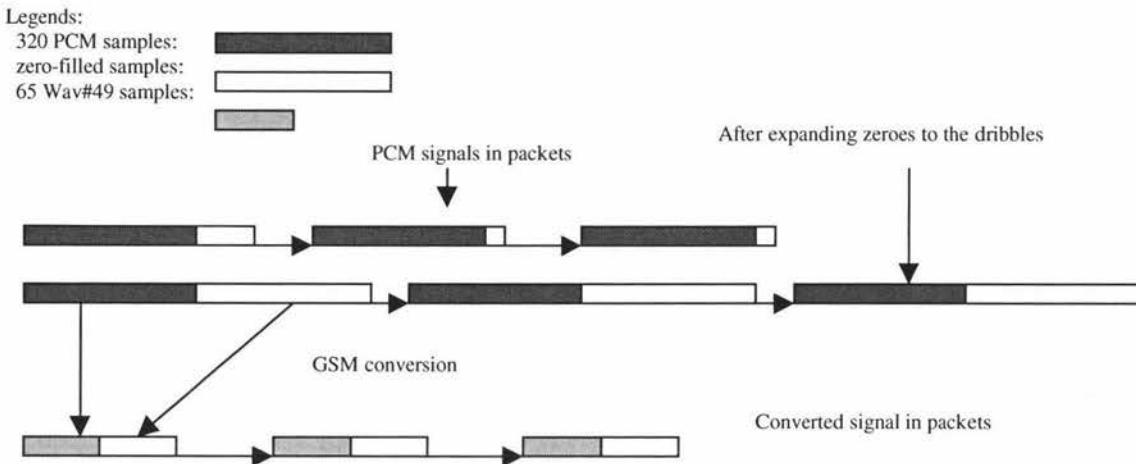 Legends:
320 PCM samples:
zero-filled samples:
65 Wav#49 samples:
PCM signals in packets
After expanding zeroes to the dribbles
GSM conversion
Converted signal in packets